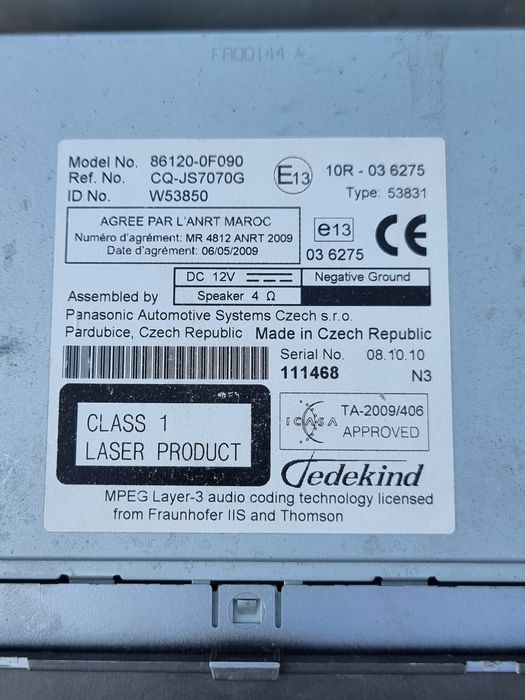 FA00144 A
Model No. 86120-0F090
Ref. No. CQ-JS7070G
ID No. W53850
E13
10R - 03 6275
Type: 53831
AGREE PAR L'ANRT MAROC
Numéro d'agrément: MR 4812 ANRT 2009
Date d'agrément: 06/05/2009
e13
03 6275
CE
DC 12V
Negative Ground
Assembled by
Speaker 4 Ω
Panasonic Automotive Systems Czech s.r.o.
Pardubice, Czech Republic Made in Czech Republic
Serial No. 08.10.10
111468 N3
CLASS 1
LASER PRODUCT
ICASA
TA-2009/406
APPROVED
Jedekind
MPEG Layer-3 audio coding technology licensed
from Fraunhofer IIS and Thomson